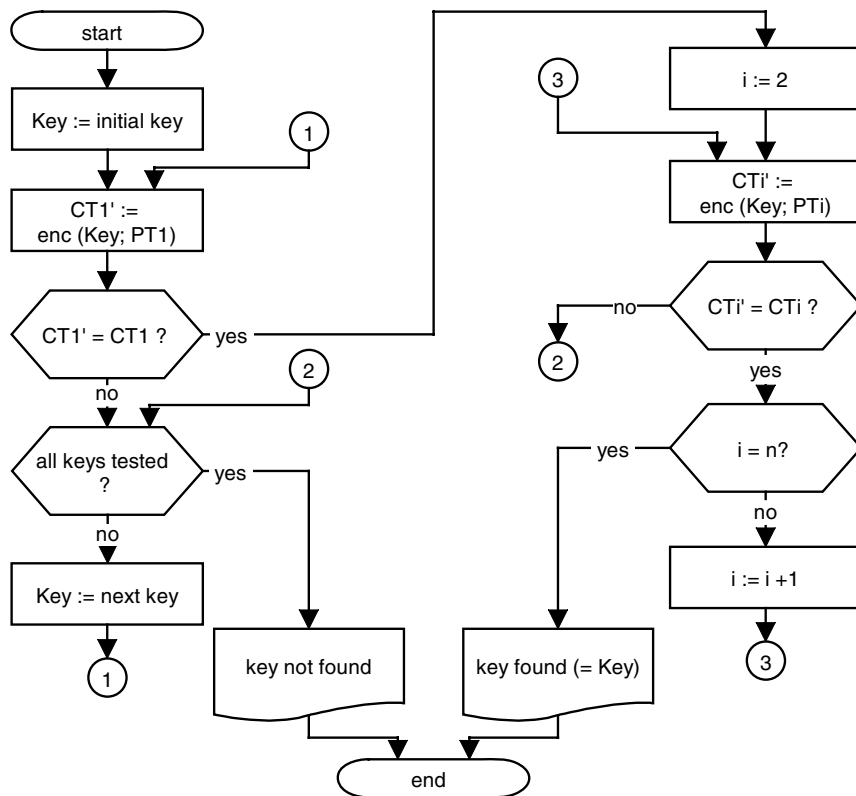 start
Key := initial key
1
CT1' :=
enc (Key; PT1)
CT1' = CT1 ?
yes
no
2
all keys tested
?
yes
no
Key := next key
1
key not found
3
i := 2
CTi' :=
enc (Key; PTi)
CTi' = CTi ?
no
2
yes
i = n?
yes
no
i := i +1
3
key found (= Key)
end